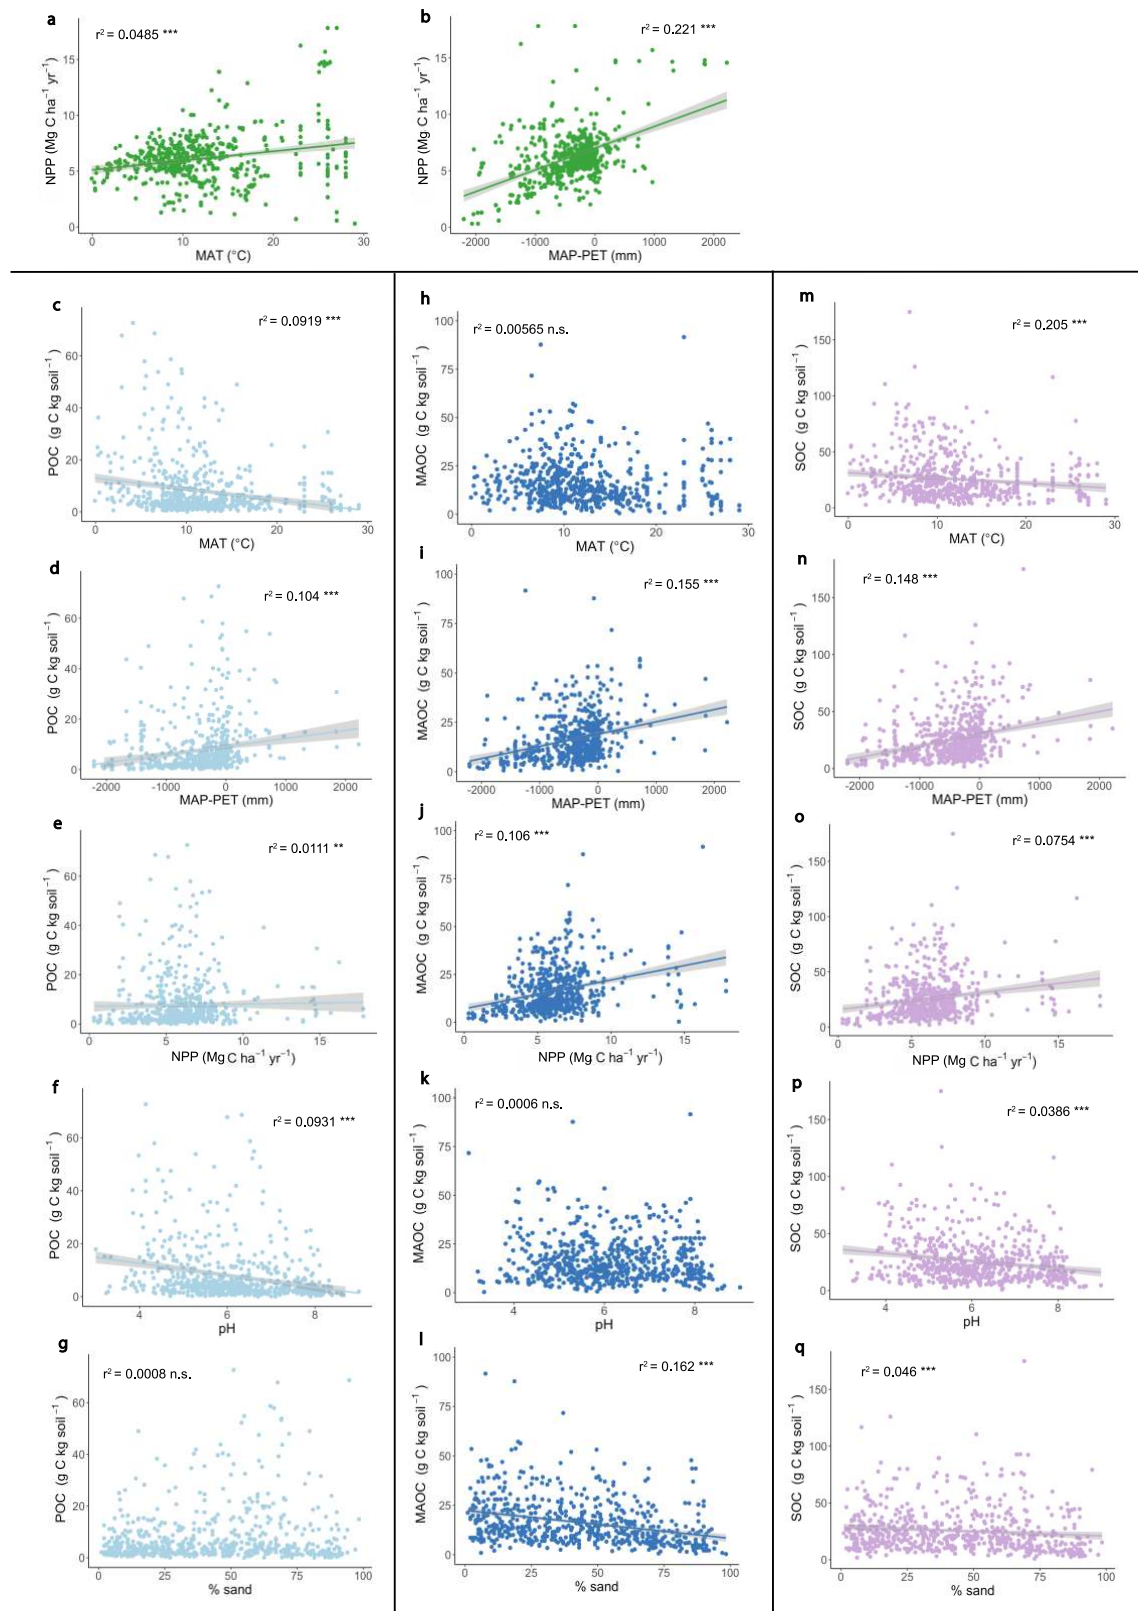 a
r² = 0.0485 ***
NPP (Mg C ha⁻¹ yr⁻¹)
15
10
5
0
0 10 20 30
MAT (°C)
b
r² = 0.221 ***
NPP (Mg C ha⁻¹ yr⁻¹)
15
10
5
0
-2000 -1000 0 1000 2000
MAP-PET (mm)
c
r² = 0.0919 ***
POC (g C kg soil⁻¹)
60
40
20
0
0 10 20 30
MAT (°C)
h
r² = 0.00565 n.s.
MAOC (g C kg soil⁻¹)
100
75
50
25
0
0 10 20 30
MAT (°C)
m
r² = 0.205 ***
SOC (g C kg soil⁻¹)
150
100
50
0
0 10 20 30
MAT (°C)
d
r² = 0.104 ***
POC (g C kg soil⁻¹)
60
40
20
0
-2000 -1000 0 1000 2000
MAP-PET (mm)
i
r² = 0.155 ***
MAOC (g C kg soil⁻¹)
100
75
50
25
0
-2000 -1000 0 1000 2000
MAP-PET (mm)
n
r² = 0.148 ***
SOC (g C kg soil⁻¹)
150
100
50
0
-2000 -1000 0 1000 2000
MAP-PET (mm)
e
r² = 0.0111 **
POC (g C kg soil⁻¹)
60
40
20
0
0 5 10 15
NPP (Mg C ha⁻¹ yr⁻¹)
j
r² = 0.106 ***
MAOC (g C kg soil⁻¹)
100
75
50
25
0
0 5 10 15
NPP (Mg C ha⁻¹ yr⁻¹)
o
r² = 0.0754 ***
SOC (g C kg soil⁻¹)
150
100
50
0
0 5 10 15
NPP (Mg C ha⁻¹ yr⁻¹)
f
r² = 0.0931 ***
POC (g C kg soil⁻¹)
60
40
20
0
4 6 8
pH
k
r² = 0.0006 n.s.
MAOC (g C kg soil⁻¹)
100
75
50
25
0
4 6 8
pH
p
r² = 0.0386 ***
SOC (g C kg soil⁻¹)
150
100
50
0
4 6 8
pH
g
r² = 0.0008 n.s.
POC (g C kg soil⁻¹)
60
40
20
0
0 25 50 75 100
% sand
l
r² = 0.162 ***
MAOC (g C kg soil⁻¹)
100
75
50
25
0
0 25 50 75 100
% sand
q
r² = 0.046 ***
SOC (g C kg soil⁻¹)
150
100
50
0
0 25 50 75 100
% sand